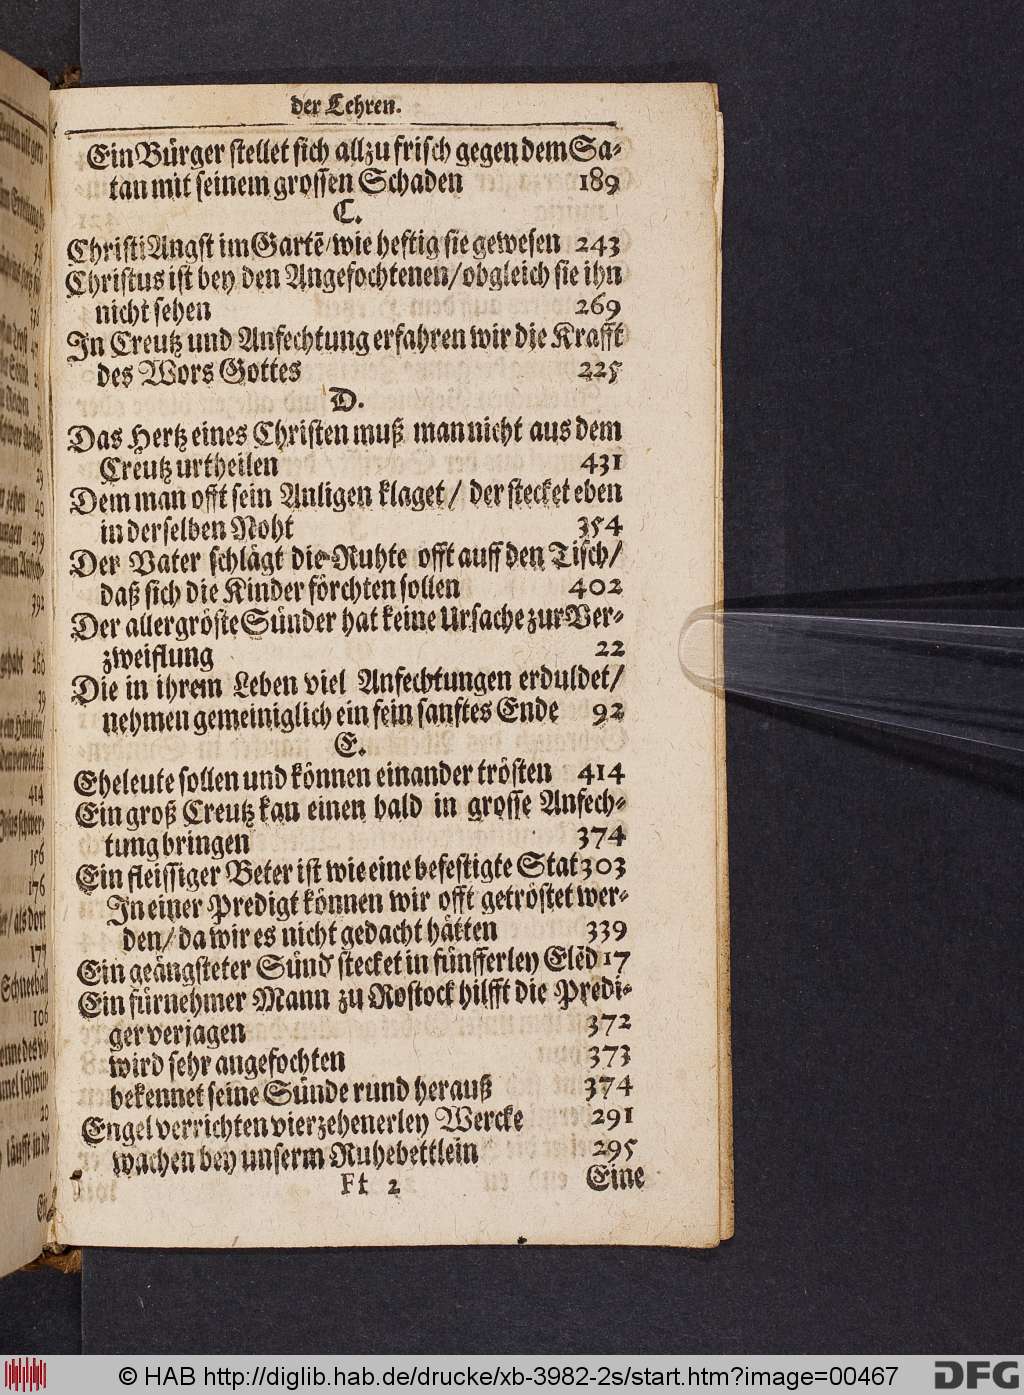 der Lehren.
Ein Bürger stellet sich allzu frisch gegen dem Sa-
tan mit seinem grossen Schaden 189
C.
Christi Angst im Gartē/ wie heftig sie gewesen 243
Christus ist bey den Angefochtenen/ obgleich sie ihn
nicht sehen 269
In Creutz und Anfechtung erfahren wir die Krafft
des Wors Gottes 225
D.
Das Hertz eines Christen muß man nicht aus dem
Creutz urtheilen 431
Dem man offt sein Anligen klaget/ der stecket eben
in derselben Noht 354
Der Vater schlägt die Ruhte offt auff den Tisch/
daß sich die Kinder förchten sollen 402
Der allergröste Sünder hat keine Ursache zur Ver-
zweiflung 22
Die in ihrem Leben viel Anfechtungen erduldet/
nehmen gemeiniglich ein fein sanftes Ende 92
E.
Eheleute sollen und können einander trösten 414
Ein groß Creutz kan einen bald in grosse Anfech-
tung bringen 374
Ein fleissiger Beter ist wie eine befestigte Stat 303
In einer Predigt können wir offt getröstet wer-
den/ da wir es nicht gedacht hätten 339
Ein geängsteter Sünd stecket in fünfferley Elēd 17
Ein fürnehmer Mann zu Rostock hilfft die Predi-
ger verjagen 372
wird sehr angefochten 373
bekennet seine Sünde rund herauß 374
Engel verrichten vierzehenerley Wercke 291
wachen bey unserm Ruhebettlein 295
Ff 2 Eine
© HAB http://diglib.hab.de/drucke/xb-3982-2s/start.htm?image=00467
DFG